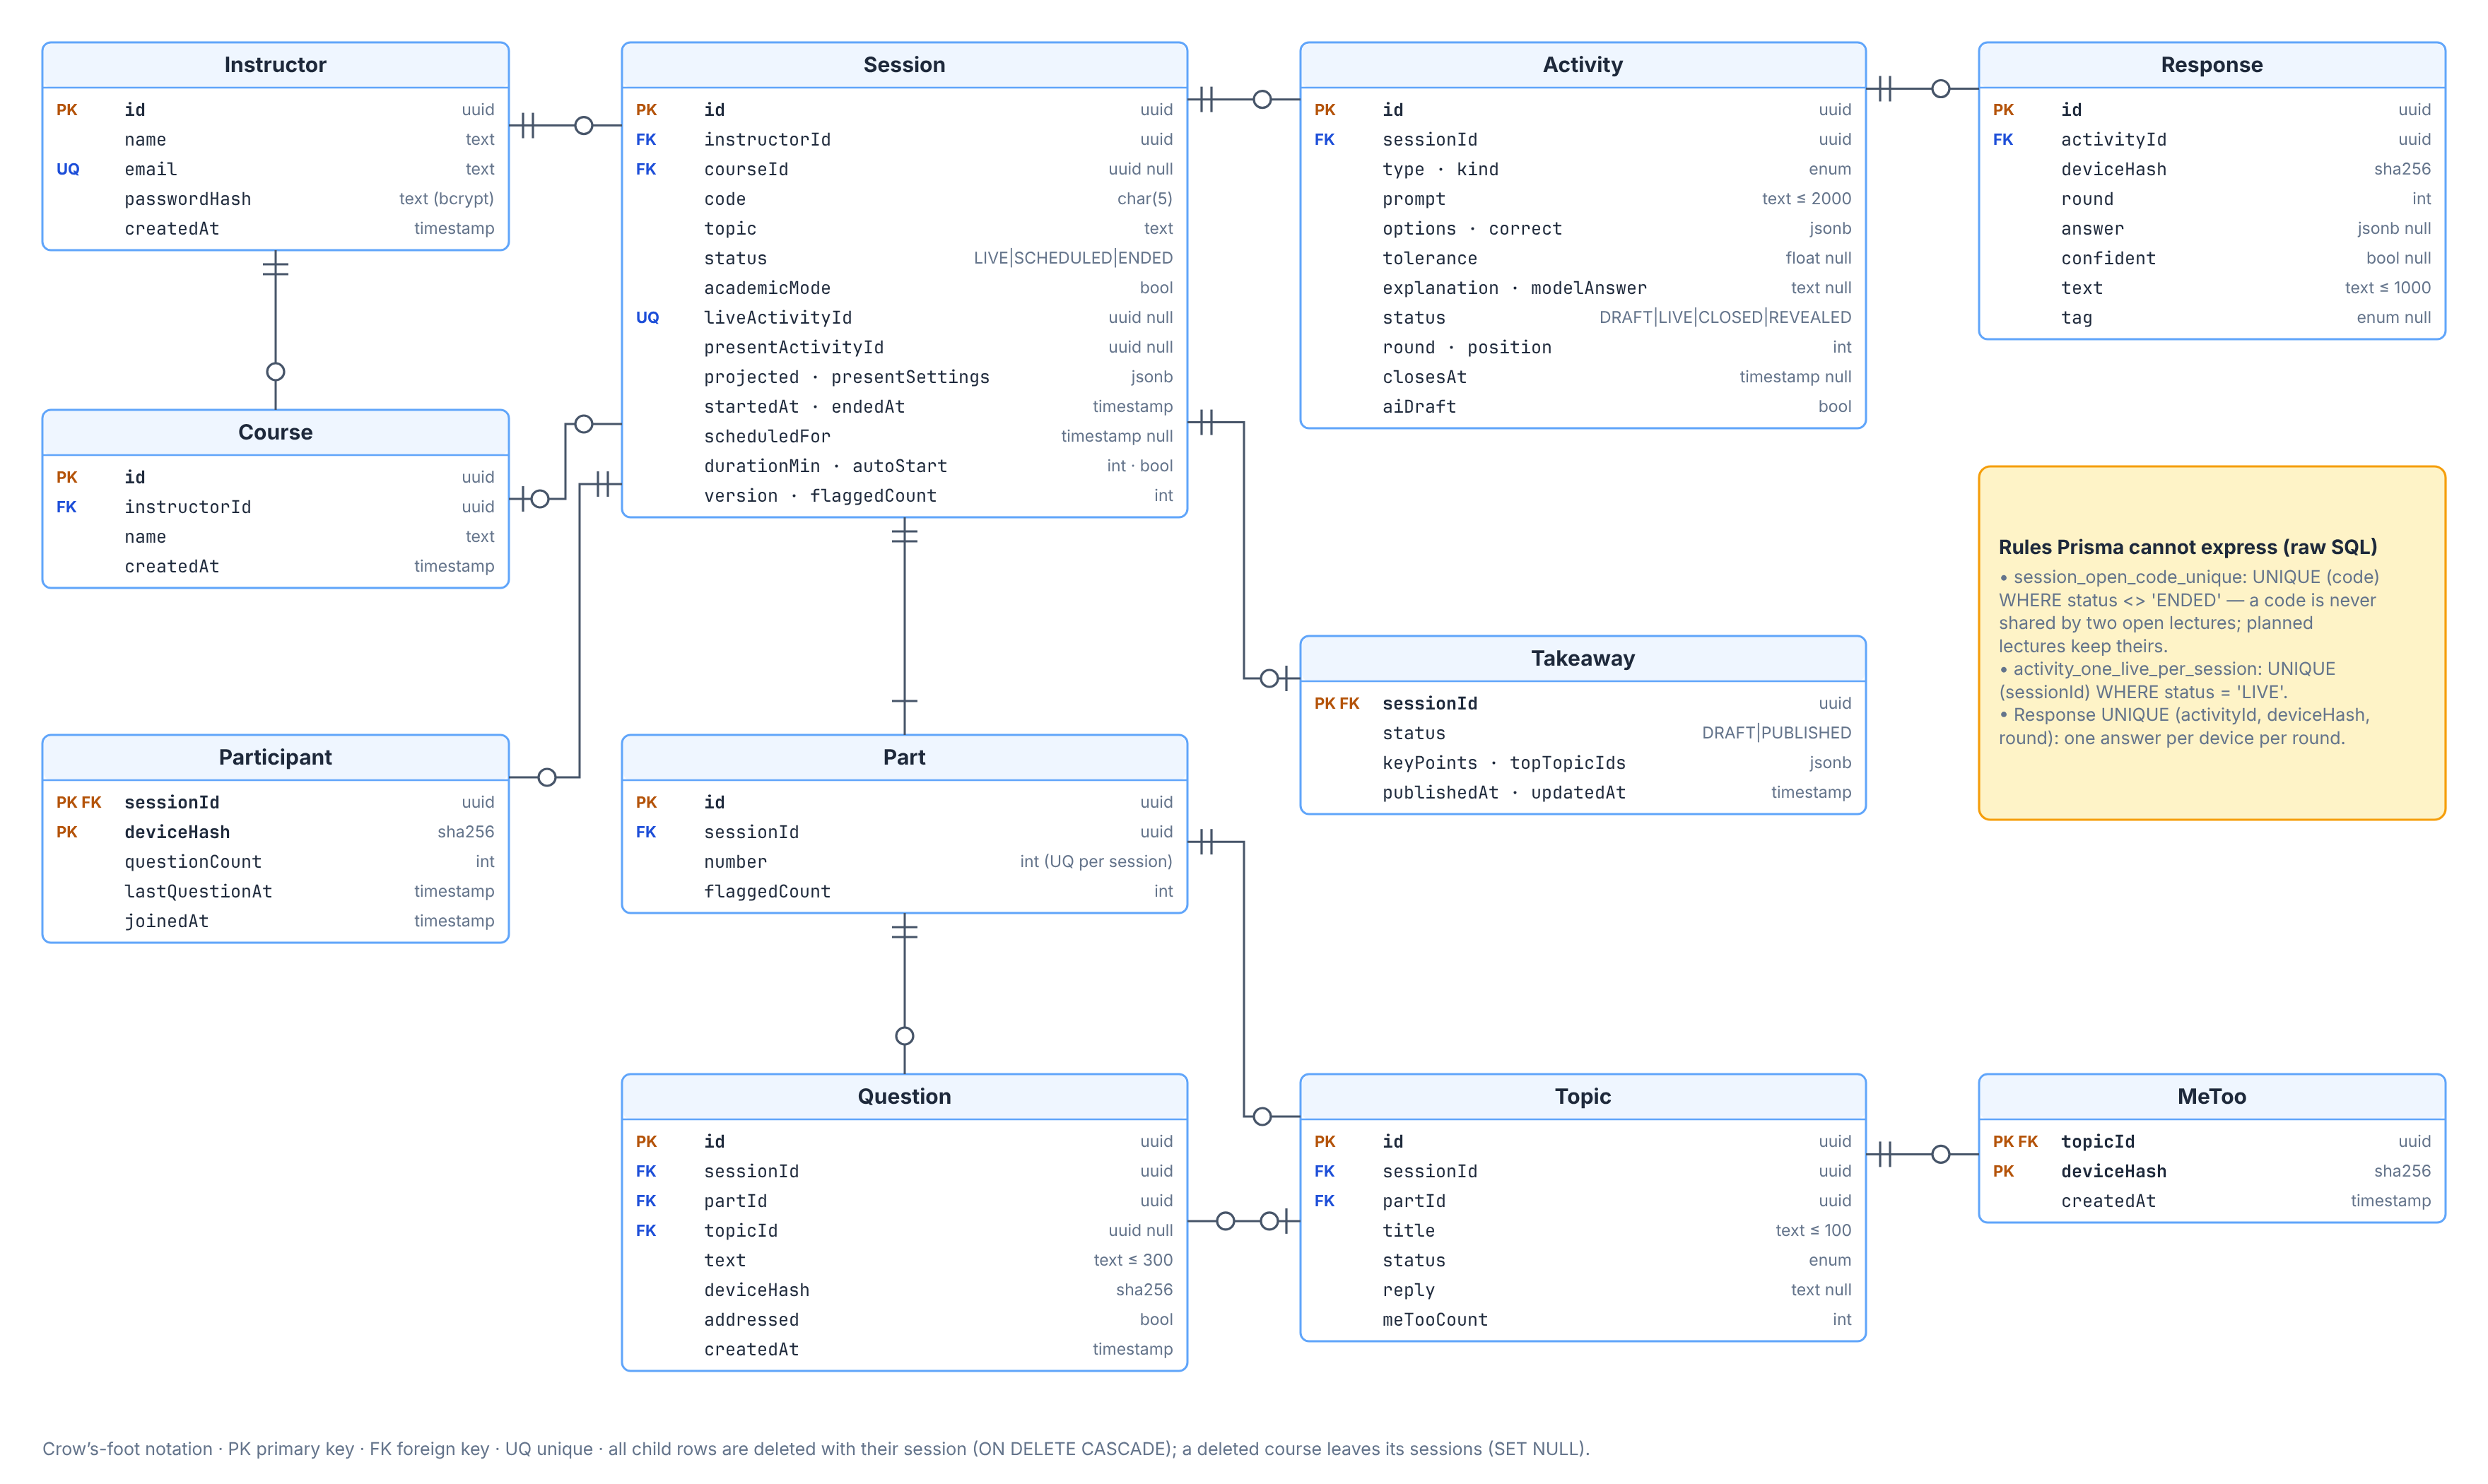 Instructor
PK id uuid
name text
UQ email text
passwordHash text (bcrypt)
createdAt timestamp
Session
PK id uuid
FK instructorId uuid
FK courseId uuid null
code char(5)
topic text
status LIVE|SCHEDULED|ENDED
academicMode bool
UQ liveActivityId uuid null
presentActivityId uuid null
projected · presentSettings jsonb
startedAt · endedAt timestamp
scheduledFor timestamp null
durationMin · autoStart int · bool
version · flaggedCount int
Activity
PK id uuid
FK sessionId uuid
type · kind enum
prompt text ≤ 2000
options · correct jsonb
tolerance float null
explanation · modelAnswer text null
status DRAFT|LIVE|CLOSED|REVEALED
round · position int
closesAt timestamp null
aiDraft bool
Response
PK id uuid
FK activityId uuid
deviceHash sha256
round int
answer jsonb null
confident bool null
text text ≤ 1000
tag enum null
Course
PK id uuid
FK instructorId uuid
name text
createdAt timestamp
Rules Prisma cannot express (raw SQL)
• session_open_code_unique: UNIQUE (code)
WHERE status <> 'ENDED' — a code is never
shared by two open lectures; planned
lectures keep theirs.
• activity_one_live_per_session: UNIQUE
(sessionId) WHERE status = 'LIVE'.
• Response UNIQUE (activityId, deviceHash,
round): one answer per device per round.
Takeaway
PK FK sessionId uuid
status DRAFT|PUBLISHED
keyPoints · topTopicIds jsonb
publishedAt · updatedAt timestamp
Participant
PK FK sessionId uuid
PK deviceHash sha256
questionCount int
lastQuestionAt timestamp
joinedAt timestamp
Part
PK id uuid
FK sessionId uuid
number int (UQ per session)
flaggedCount int
Question
PK id uuid
FK sessionId uuid
FK partId uuid
FK topicId uuid null
text text ≤ 300
deviceHash sha256
addressed bool
createdAt timestamp
Topic
PK id uuid
FK sessionId uuid
FK partId uuid
title text ≤ 100
status enum
reply text null
meTooCount int
MeToo
PK FK topicId uuid
PK deviceHash sha256
createdAt timestamp
Crow’s-foot notation · PK primary key · FK foreign key · UQ unique · all child rows are deleted with their session (ON DELETE CASCADE); a deleted course leaves its sessions (SET NULL).